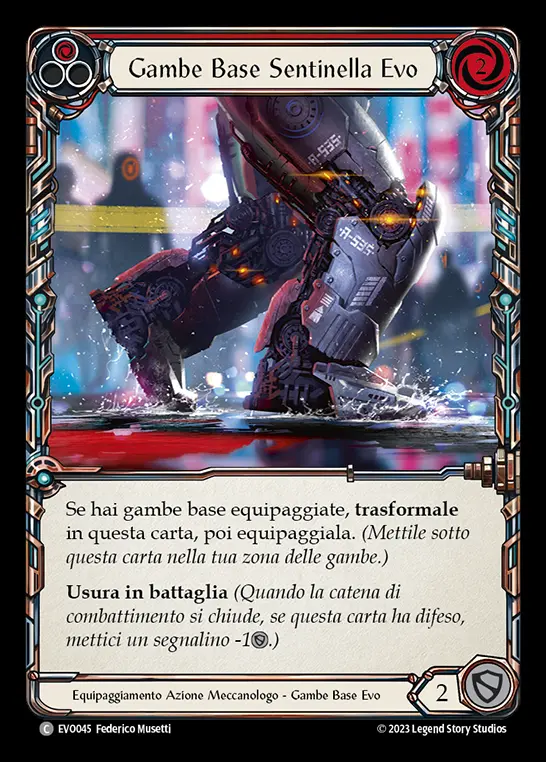 Gambe Base Sentinella Evo
2
A-535
A-535
Se hai gambe base equipaggiate, trasformale
in questa carta, poi equipaggiala. (Mettile sotto
questa carta nella tua zona delle gambe.)
Usura in battaglia (Quando la catena di
combattimento si chiude, se questa carta ha difeso,
mettici un segnalino -1.)
Equipaggiamento Azione Meccanologo - Gambe Base Evo
2
C EVO045 Federico Musetti
© 2023 Legend Story Studios